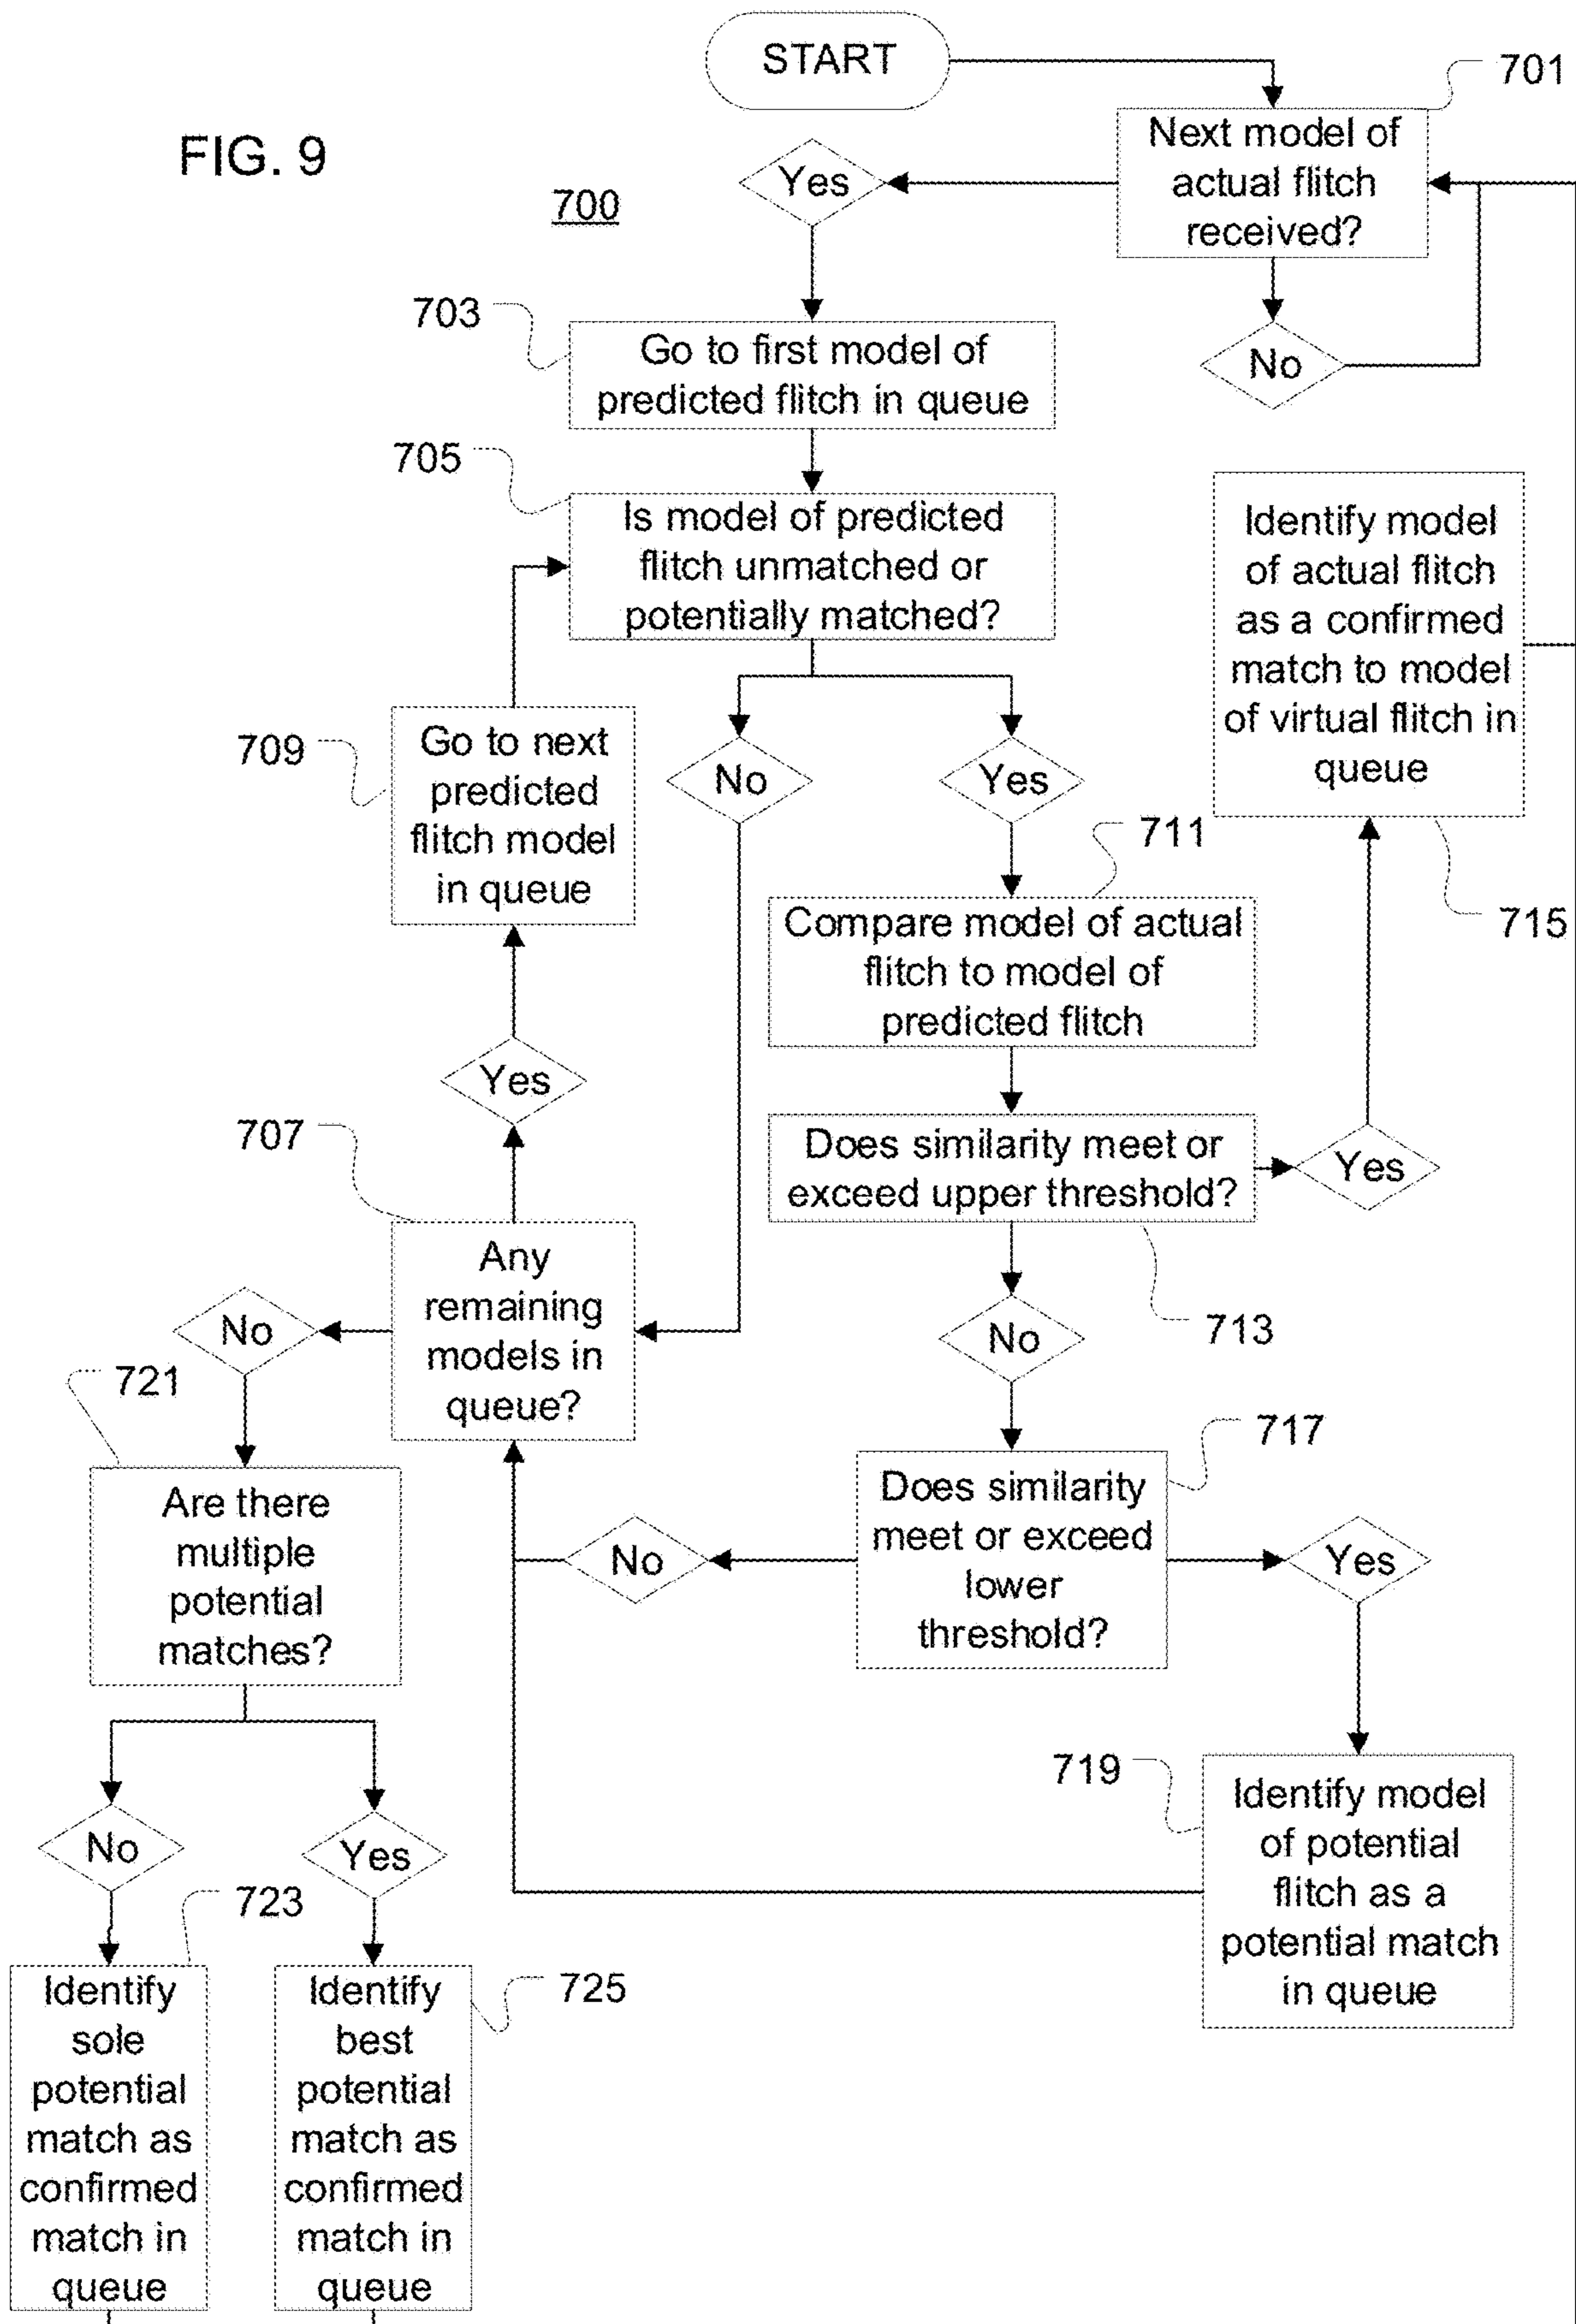 START
701
Next model of
actual flitch
received?
FIG. 9
Yes
700
No
703
Go to first model of
predicted flitch in queue
705
Is model of predicted
flitch unmatched or
potentially matched?
Identify model
of actual flitch
as a confirmed
match to model
of virtual flitch in
queue
715
709
Go to next
predicted
flitch model
in queue
No
Yes
711
Compare model of actual
flitch to model of
predicted flitch
Yes
707
Does similarity meet or
exceed upper threshold?
Yes
713
Any
remaining
models in
queue?
No
No
721
717
Are there
multiple
potential
matches?
Does similarity
meet or exceed
lower
threshold?
No
Yes
719
Identify model
of potential
flitch as a
potential match
in queue
No
Yes
723
Identify
sole
potential
match as
confirmed
match in
queue
725
Identify
best
potential
match as
confirmed
match in
queue